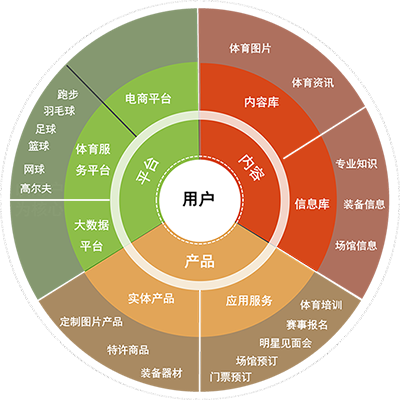 用户
平台
内容
产品
电商平台
体育服
务平台
大数据
平台
内容库
信息库
实体产品
应用服务
跑步
羽毛球
足球
篮球
网球
高尔夫
体育图片
体育资讯
专业知识
装备信息
场馆信息
定制图片产品
特许商品
装备器材
体育培训
赛事报名
明星见面会
场馆预订
门票预订